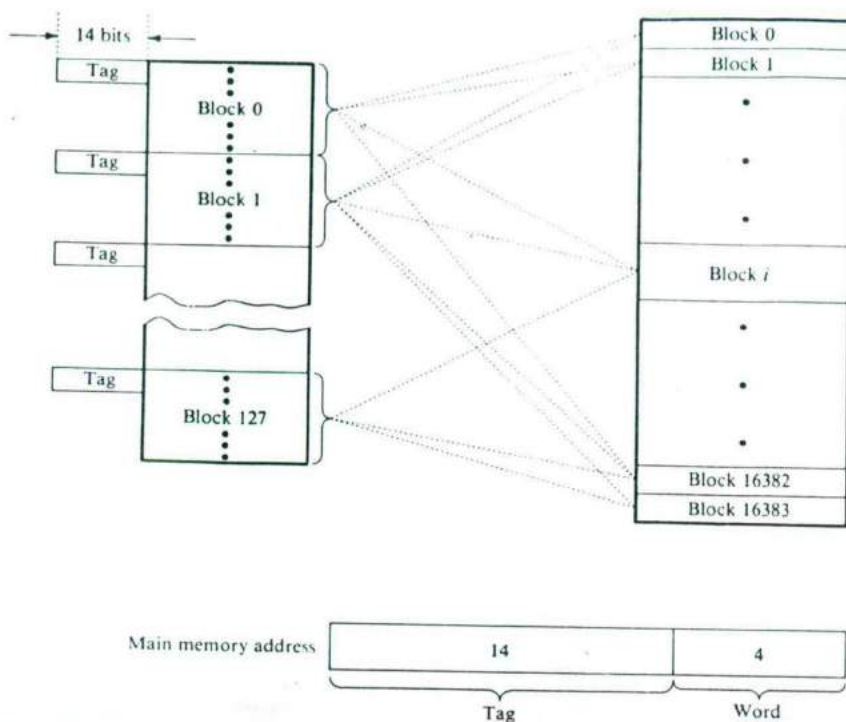 14 bits
Tag
Block 0
Tag
Block 1
Tag
Tag
Block 127
Block 0
Block 1
Block i
Block 16382
Block 16383
Main memory address
14
4
Tag
Word